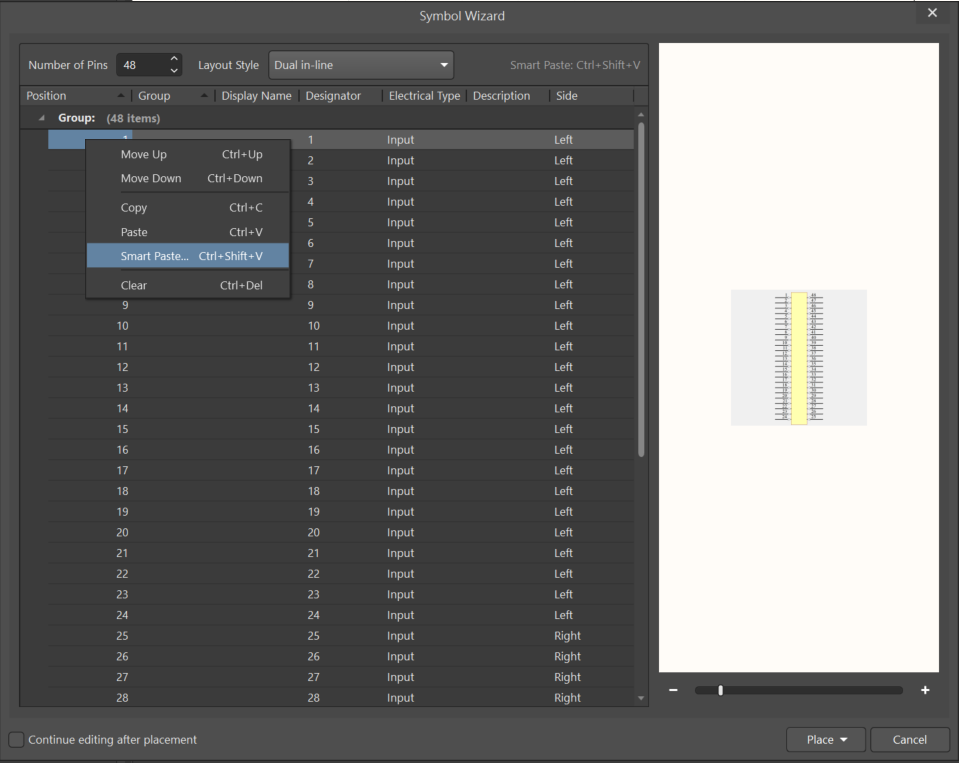 Symbol Wizard
Number of Pins 48 Layout Style Dual in-line Smart Paste: Ctrl+Shift+V
Position Group Display Name Designator Electrical Type Description Side
Group: (48 items)
1 1 Input Left
Move Up Ctrl+Up 2 Input Left
Move Down Ctrl+Down 3 Input Left
Copy Ctrl+C 4 Input Left
Paste Ctrl+V 5 Input Left
6 Input Left
Smart Paste... Ctrl+Shift+V 7 Input Left
Clear Ctrl+Del 8 Input Left
9 9 Input Left
10 10 Input Left
11 11 Input Left
12 12 Input Left
13 13 Input Left
14 14 Input Left
15 15 Input Left
16 16 Input Left
17 17 Input Left
18 18 Input Left
19 19 Input Left
20 20 Input Left
21 21 Input Left
22 22 Input Left
23 23 Input Left
24 24 Input Left
25 25 Input Right
26 26 Input Right
27 27 Input Right
28 28 Input Right
Continue editing after placement Place Cancel